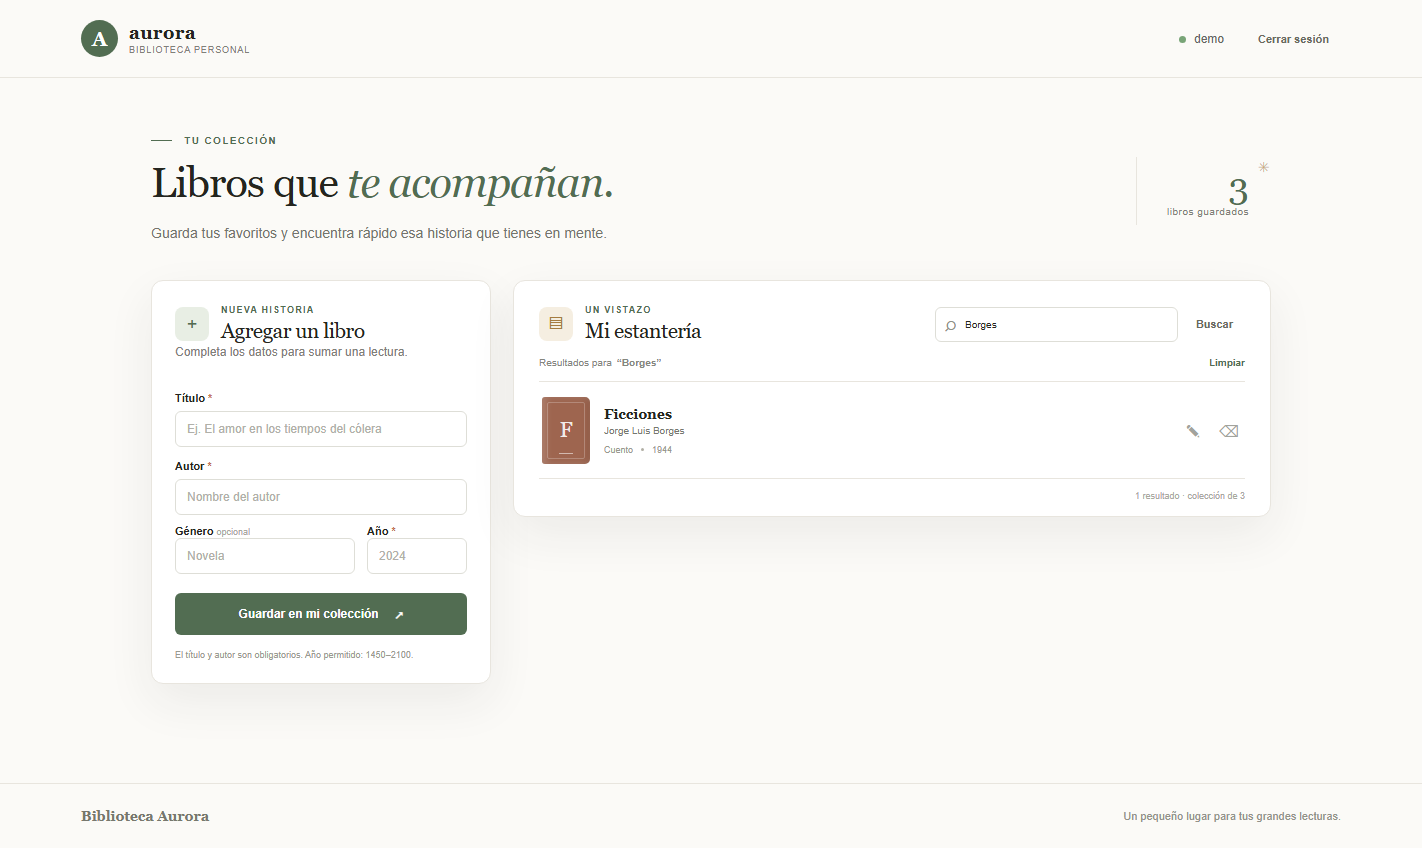 A
aurora
BIBLIOTECA PERSONAL
demo
Cerrar sesión
TU COLECCIÓN
Libros que te acompañan.
Guarda tus favoritos y encuentra rápido esa historia que tienes en mente.
3
libros guardados
NUEVA HISTORIA
Agregar un libro
Completa los datos para sumar una lectura.
Título *
Ej. El amor en los tiempos del cólera
Autor *
Nombre del autor
Género opcional
Año *
Novela
2024
Guardar en mi colección ↗
El título y autor son obligatorios. Año permitido: 1450–2100.
UN VISTAZO
Mi estantería
Borges
Buscar
Resultados para “Borges”
Limpiar
F
Ficciones
Jorge Luis Borges
Cuento • 1944
1 resultado · colección de 3
Biblioteca Aurora
Un pequeño lugar para tus grandes lecturas.